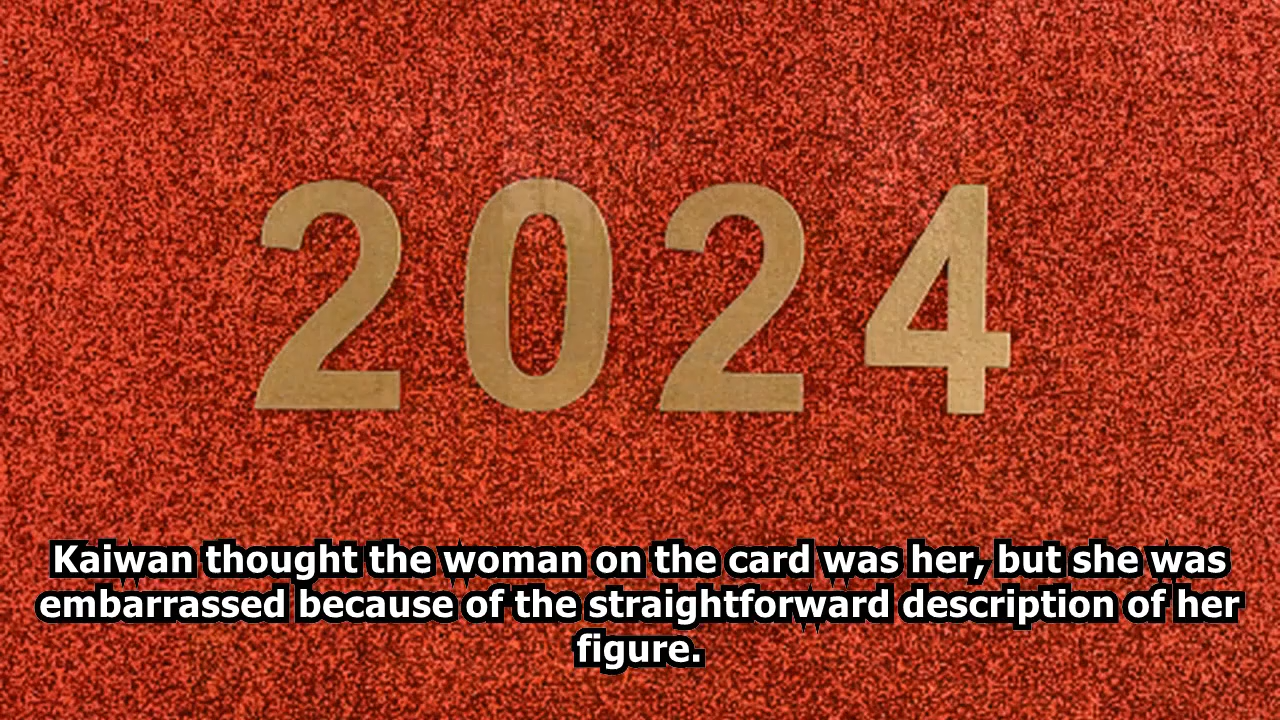 2024
Kaiwan thought the woman on the card was her, but she was
embarrassed because of the straightforward description of her
figure.